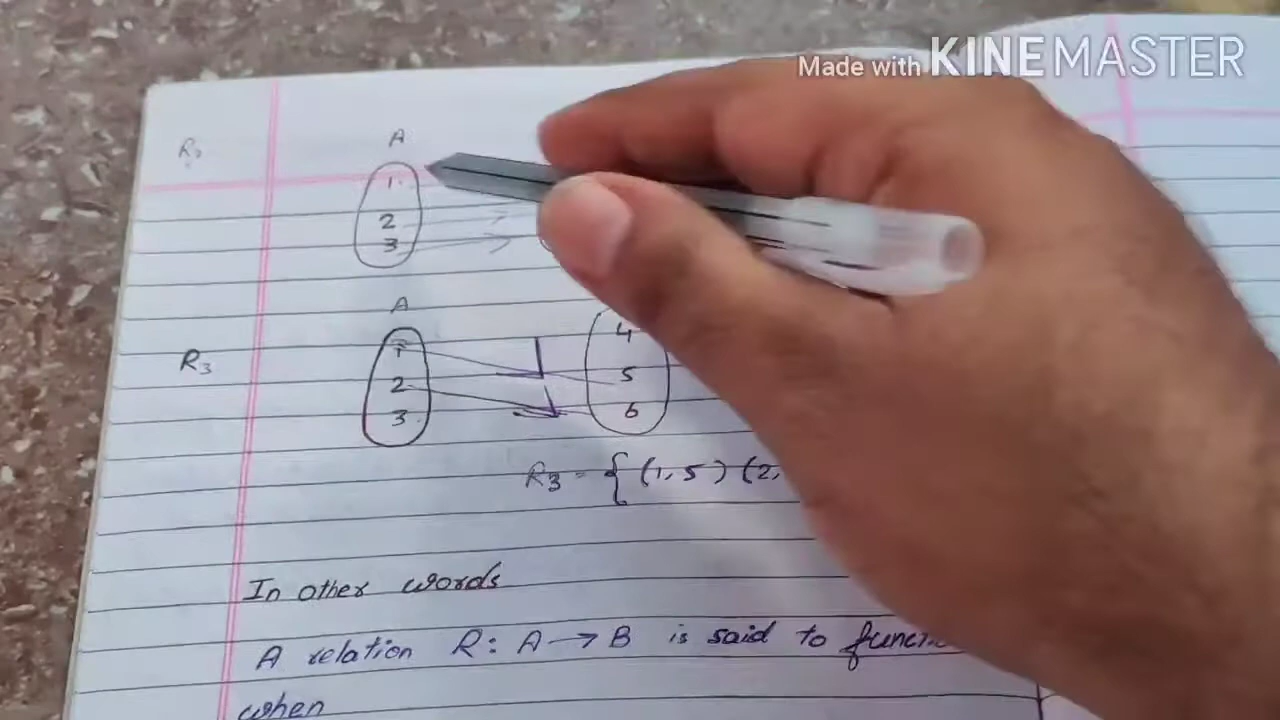 Made with KINEMASTER
A
1
2
3
A
R3
1
2
3
4
5
6
R3 = { (1, 5) (2,
In other words
A relation R: A → B is said to
when